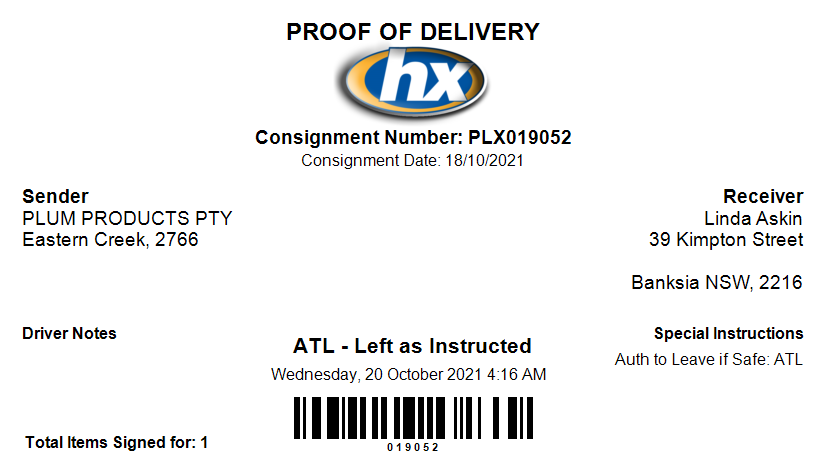 PROOF OF DELIVERY
hx
Consignment Number: PLX019052
Consignment Date: 18/10/2021
Sender
PLUM PRODUCTS PTY
Eastern Creek, 2766
Receiver
Linda Askin
39 Kimpton Street
Banksia NSW, 2216
Driver Notes
ATL - Left as Instructed
Wednesday, 20 October 2021 4:16 AM
Special Instructions
Auth to Leave if Safe: ATL
019052
Total Items Signed for: 1